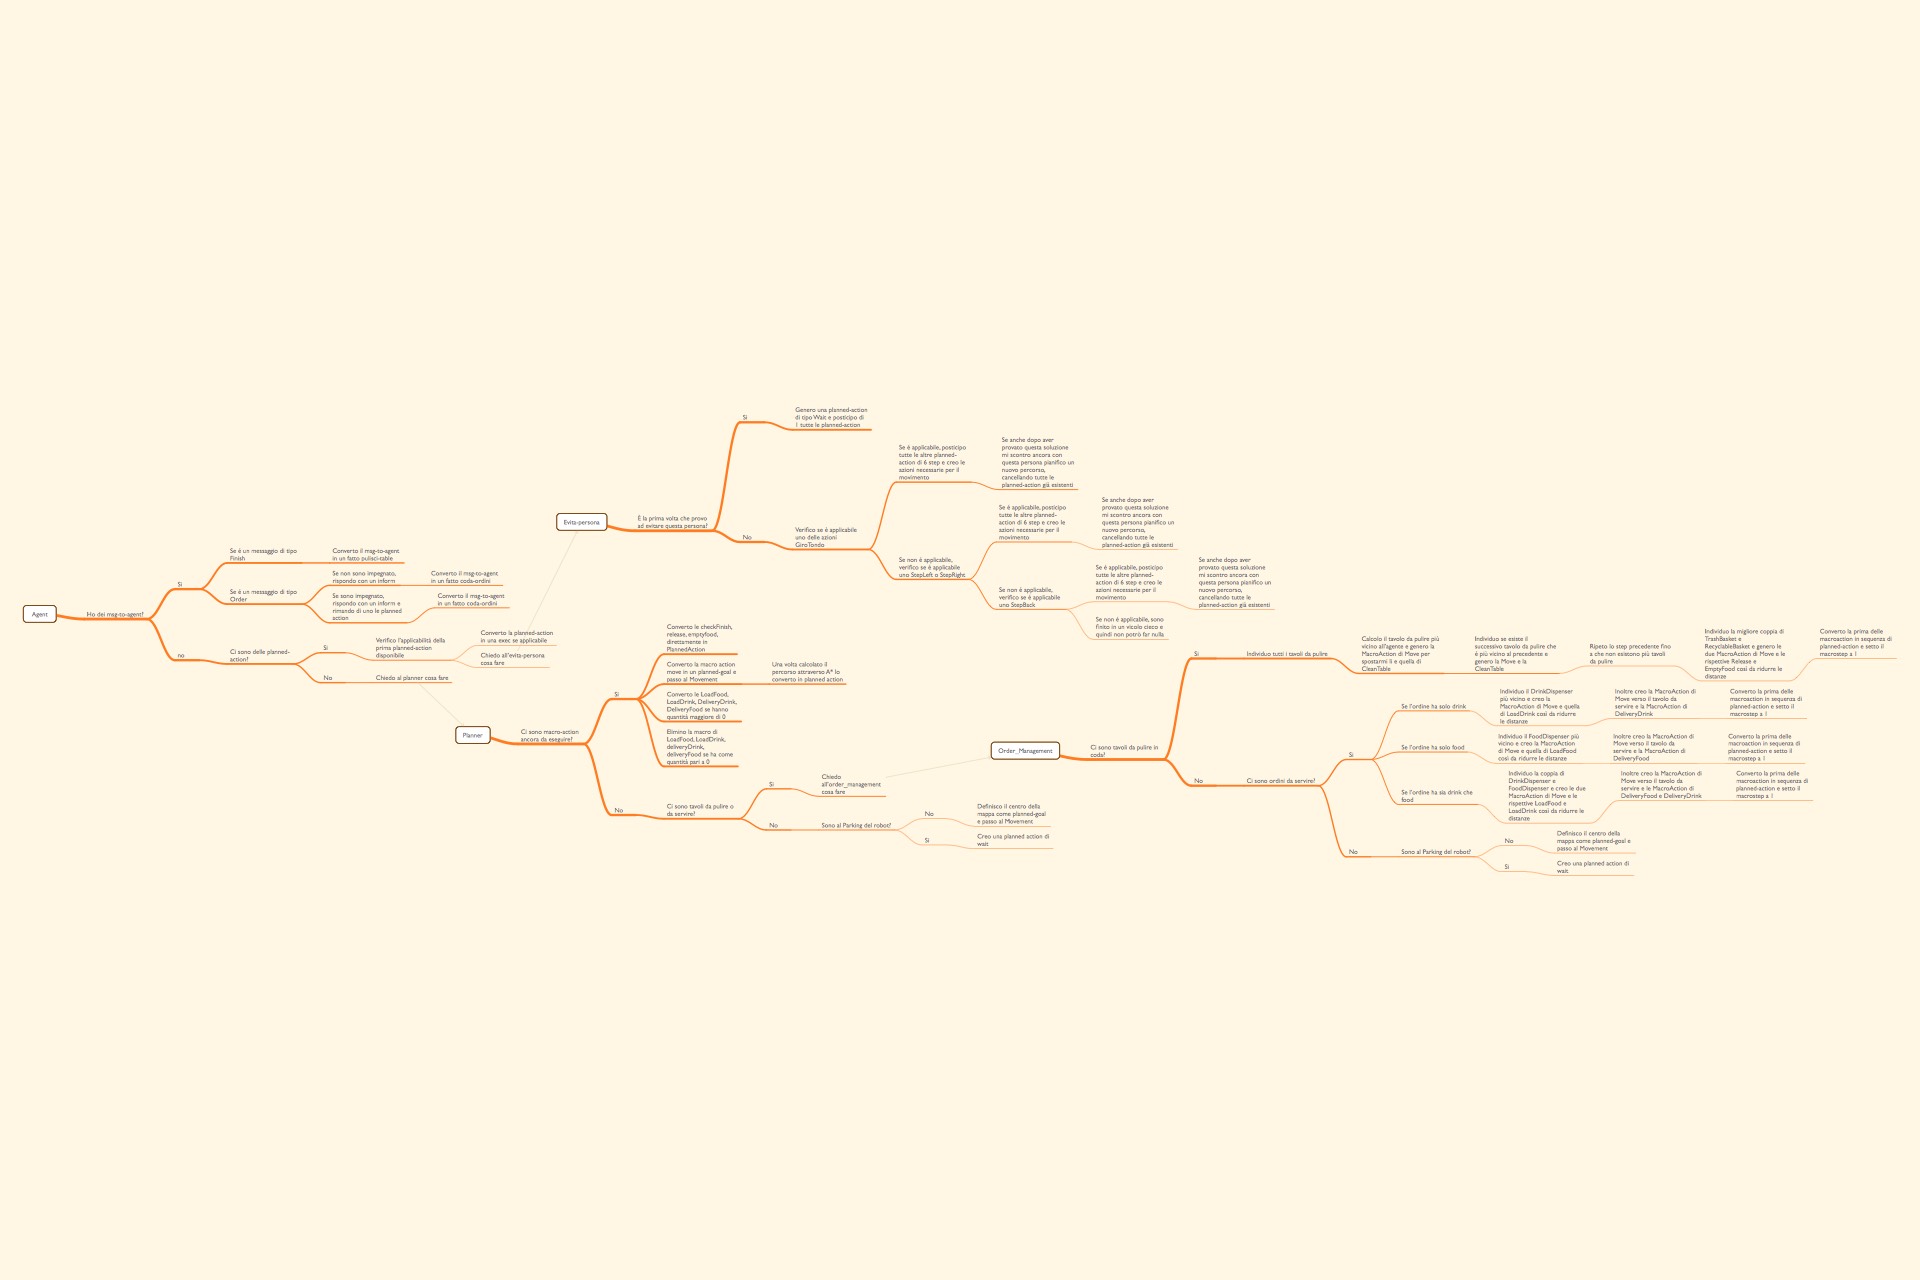 Agent
Ho dei msg-to-agent?
Si
Se è un messaggio di tipo
Finish
Converto il msg-to-agent
in un fatto pulisci-table
Se è un messaggio di tipo
Order
Se non sono impegnato,
rispondo con un inform
Converto il msg-to-agent
in un fatto coda-ordini
Se sono impegnato,
rispondo con un inform e
rimando di uno le planned
action
Converto il msg-to-agent
in un fatto coda-ordini
no
Ci sono delle planned-
action?
Si
Verifico l'applicabilità della
prima planned-action
disponibile
Converto la planned-action
in una exec se applicabile
Chiedo all'evita-persona
cosa fare
No
Chiedo al planner cosa fare
Evita-persona
È la prima volta che provo
ad evitare questa persona?
Si
Genero una planned-action
di tipo Wait e posticipo di
1 tutte le planned-action
No
Verifico se è applicabile
uno delle azioni
GiroTondo
Se è applicabile, posticipo
tutte le altre planned-
action di 6 step e creo le
azioni necessarie per il
movimento
Se anche dopo aver
provato questa soluzione
mi scontro ancora con
questa persona pianifico un
nuovo percorso,
cancellando tutte le
planned-action già esistenti
Se non è applicabile,
verifico se è applicabile
uno StepLeft o StepRight
Se è applicabile, posticipo
tutte le altre planned-
action di 6 step e creo le
azioni necessarie per il
movimento
Se anche dopo aver
provato questa soluzione
mi scontro ancora con
questa persona pianifico un
nuovo percorso,
cancellando tutte le
planned-action già esistenti
Se non è applicabile,
verifico se è applicabile
uno StepBack
Se è applicabile, posticipo
tutte le altre planned-
action di 6 step e creo le
azioni necessarie per il
movimento
Se anche dopo aver
provato questa soluzione
mi scontro ancora con
questa persona pianifico un
nuovo percorso,
cancellando tutte le
planned-action già esistenti
Se non è applicabile, sono
finito in un vicolo cieco e
quindi non potrò far nulla
Planner
Ci sono macro-action
ancora da eseguire?
Si
Converto le checkFinish,
release, emptyfood,
direttamente in
PlannedAction
Converto la macro action
move in un planned-goal e
passo al Movement
Una volta calcolato il
percorso attraverso A* lo
converto in planned action
Converto le LoadFood,
LoadDrink, DeliveryDrink,
DeliveryFood se hanno
quantità maggiore di 0
Elimino la macro di
LoadFood, LoadDrink,
deliveryDrink,
deliveryFood se ha come
quantità pari a 0
No
Ci sono tavoli da pulire o
da servire?
Si
Chiedo
all'order_management
cosa fare
No
Sono al Parking del robot?
No
Definisco il centro della
mappa come planned-goal
e passo al Movement
Si
Creo una planned action di
wait
Order_Management
Ci sono tavoli da pulire in
coda?
Si
Individuo tutti i tavoli da pulire
Calcolo il tavolo da pulire più
vicino all'agente e genero la
MacroAction di Move per
spostarmi lì e quella di
CleanTable
Individuo se existe il
successivo tavolo da pulire che
è più vicino al precedente e
genero la Move e la
CleanTable
Ripeto lo step precedente fino
a che non esistono più tavoli
da pulire
Individuo la migliore coppia di
TrashBasket e
RecyclableBasket e genero le
due MacroAction di Move e le
rispettive Release e
EmptyFood così da ridurre le
distanze
Converto la prima delle
macroaction in sequenza di
planned-action e setto il
macrostep a 1
No
Ci sono ordini da servire?
Si
Se l'ordine ha solo drink
Individuo il DrinkDispenser
più vicino e creo la
MacroAction di Move e quella
di LoadDrink così da ridurre
le distanze
Inoltre creo la MacroAction di
Move verso il tavolo da
servire e la MacroAction di
DeliveryDrink
Converto la prima delle
macroaction in sequenza di
planned-action e setto il
macrostep a 1
Se l'ordine ha solo food
Individuo il FoodDispenser più
vicino e creo la MacroAction
di Move e quella di LoadFood
così da ridurre le distanze
Inoltre creo la MacroAction di
Move verso il tavolo da
servire e la MacroAction di
DeliveryFood
Converto la prima delle
macroaction in sequenza di
planned-action e setto il
macrostep a 1
Se l'ordine ha sia drink che
food
Individuo la coppia di
DrinkDispenser e
FoodDispenser e creo le due
MacroAction di Move e le
rispettive LoadFood e
LoadDrink così da ridurre le
distanze
Inoltre creo la MacroAction di
Move verso il tavolo da
servire e le MacroAction di
DeliveryFood e DeliveryDrink
Converto la prima delle
macroaction in sequenza di
planned-action e setto il
macrostep a 1
No
Sono al Parking del robot?
No
Definisco il centro della
mappa come planned-goal e
passo al Movement
Si
Creo una planned action di
wait